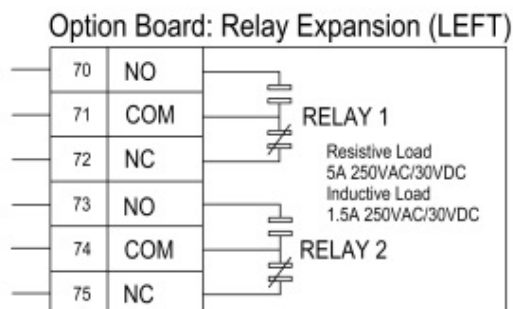 Option Board: Relay Expansion (LEFT)
70 NO
71 COM
RELAY 1
72 NC
Resistive Load
5A 250VAC/30VDC
Inductive Load
1.5A 250VAC/30VDC
73 NO
74 COM
RELAY 2
75 NC